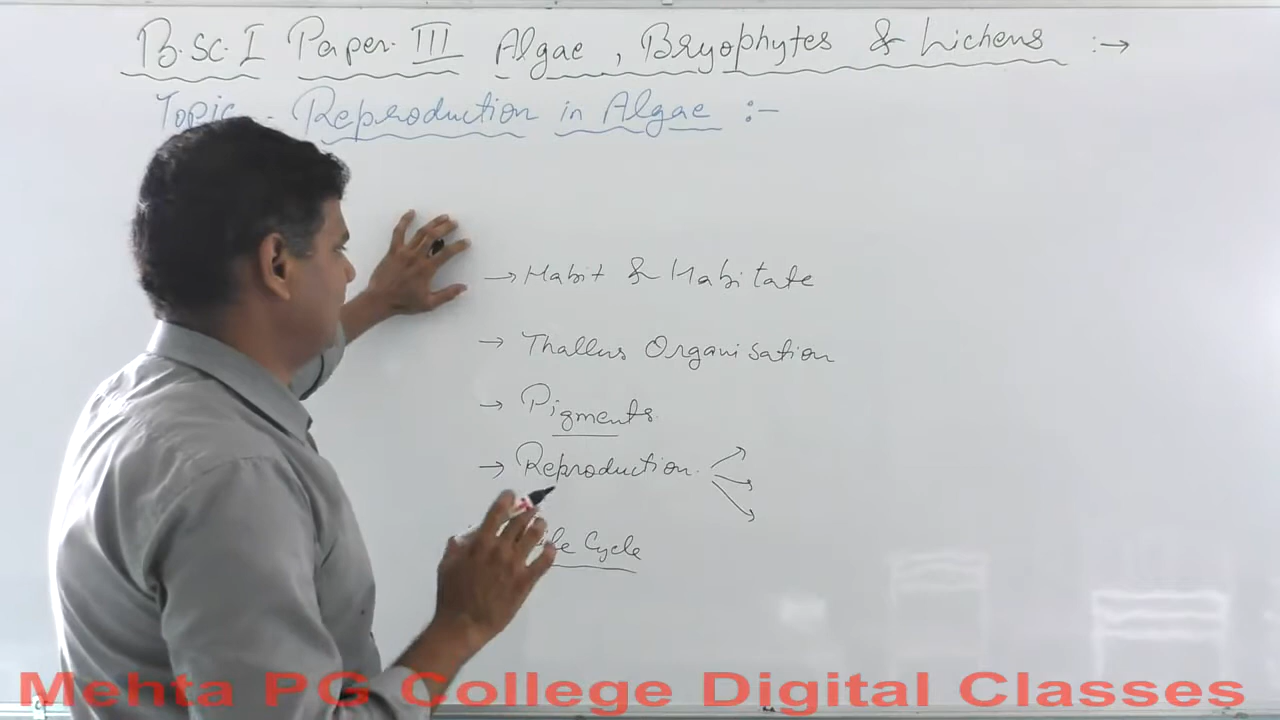 B.Sc. I Paper. III Algae, Bryophytes & Lichens :→
Topic - Reproduction in Algae :-
→ Habit & Habitate
→ Thallus Organisation
→ Pigments
→ Reproduction
Cycle
Mehta PG College Digital Classes